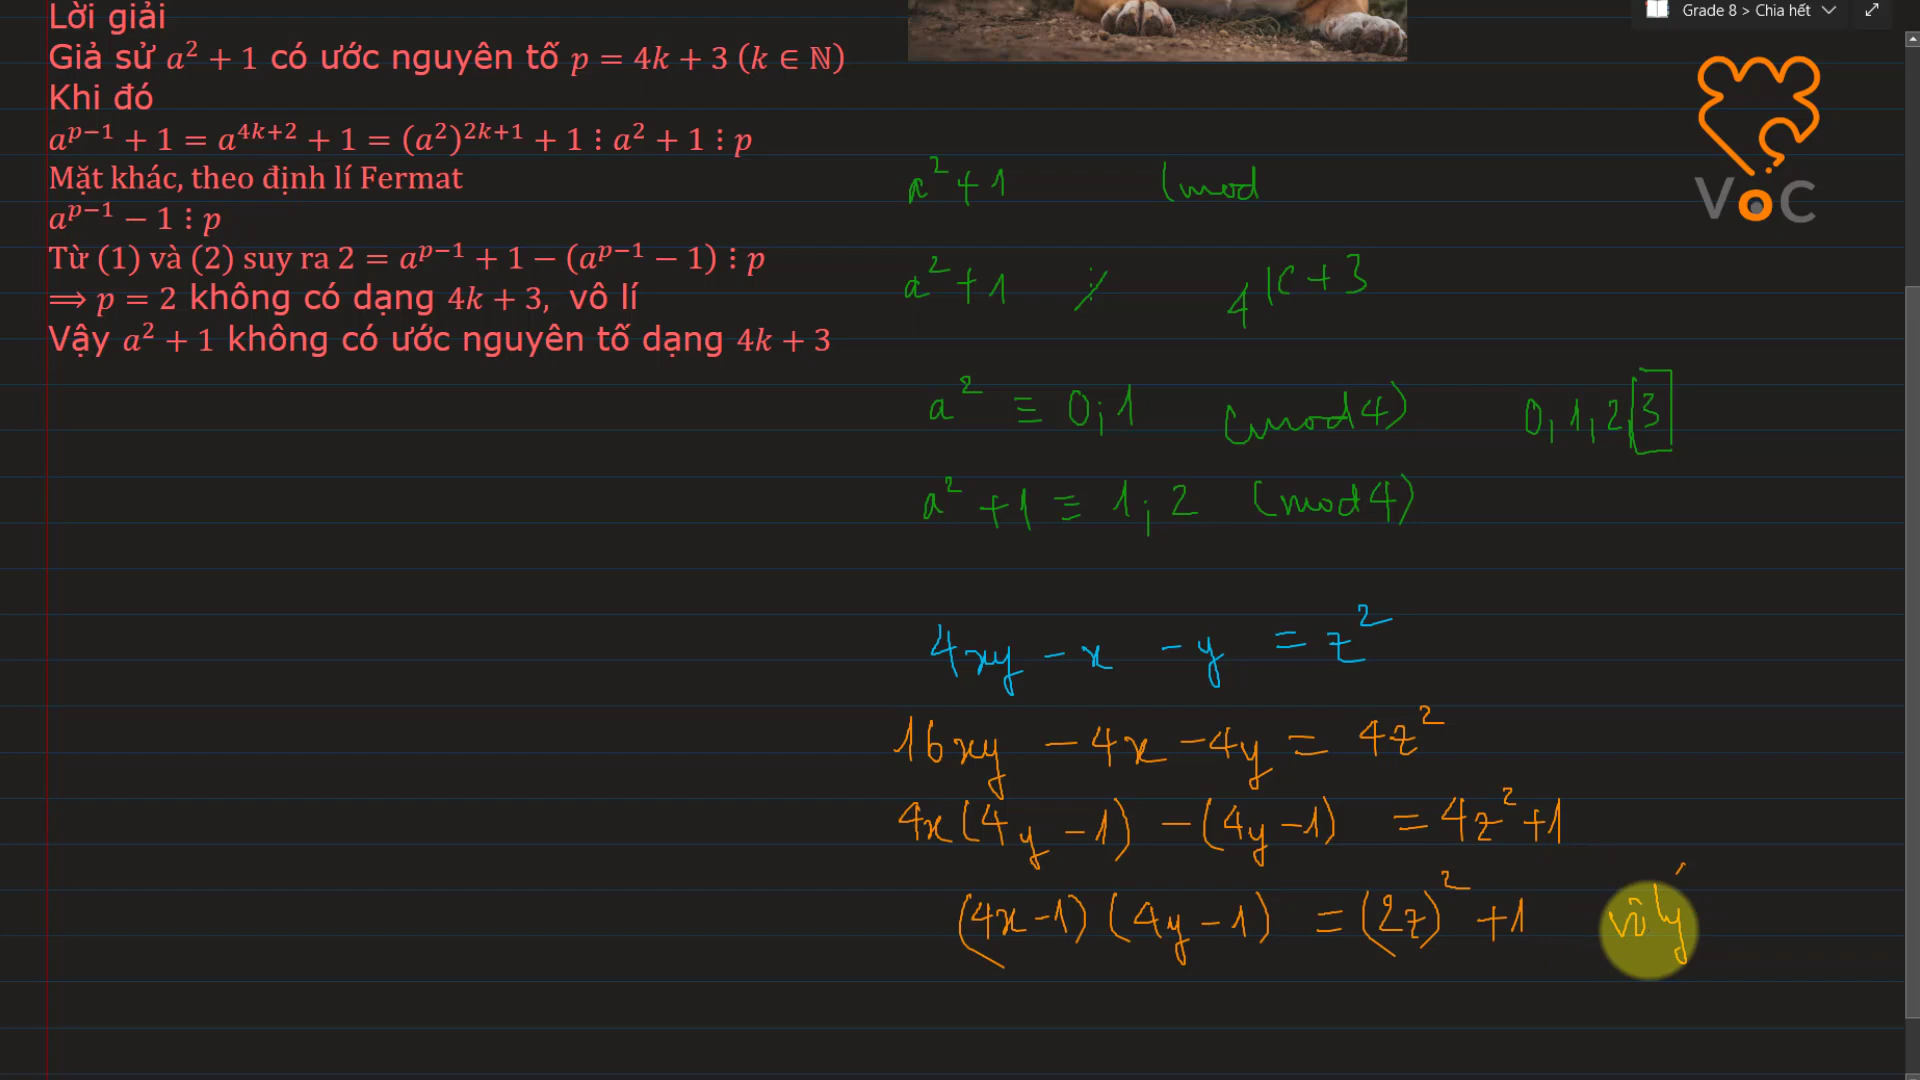 Grade 8 > Chia hết
Lời giải
Giả sử a² + 1 có ước nguyên tố p = 4k + 3 (k ∈ ℕ)
Khi đó
aᵖ⁻¹ + 1 = a⁴ᵏ⁺² + 1 = (a²)²ᵏ⁺¹ + 1 ⋮ a² + 1 ⋮ p
Mặt khác, theo định lí Fermat
aᵖ⁻¹ − 1 ⋮ p
Từ (1) và (2) suy ra 2 = aᵖ⁻¹ + 1 − (aᵖ⁻¹ − 1) ⋮ p
⟹ p = 2 không có dạng 4k + 3, vô lí
Vậy a² + 1 không có ước nguyên tố dạng 4k + 3
VOC
a² + 1 (mod
a² + 1 ⋮̸ 4k + 3
a² ≡ 0; 1 (mod 4) 0, 1, 2, 3
a² + 1 ≡ 1; 2 (mod 4)
4xy − x − y = z²
16xy − 4x − 4y = 4z²
4x(4y − 1) − (4y − 1) = 4z² + 1
(4x − 1)(4y − 1) = (2z)² + 1 vô lý